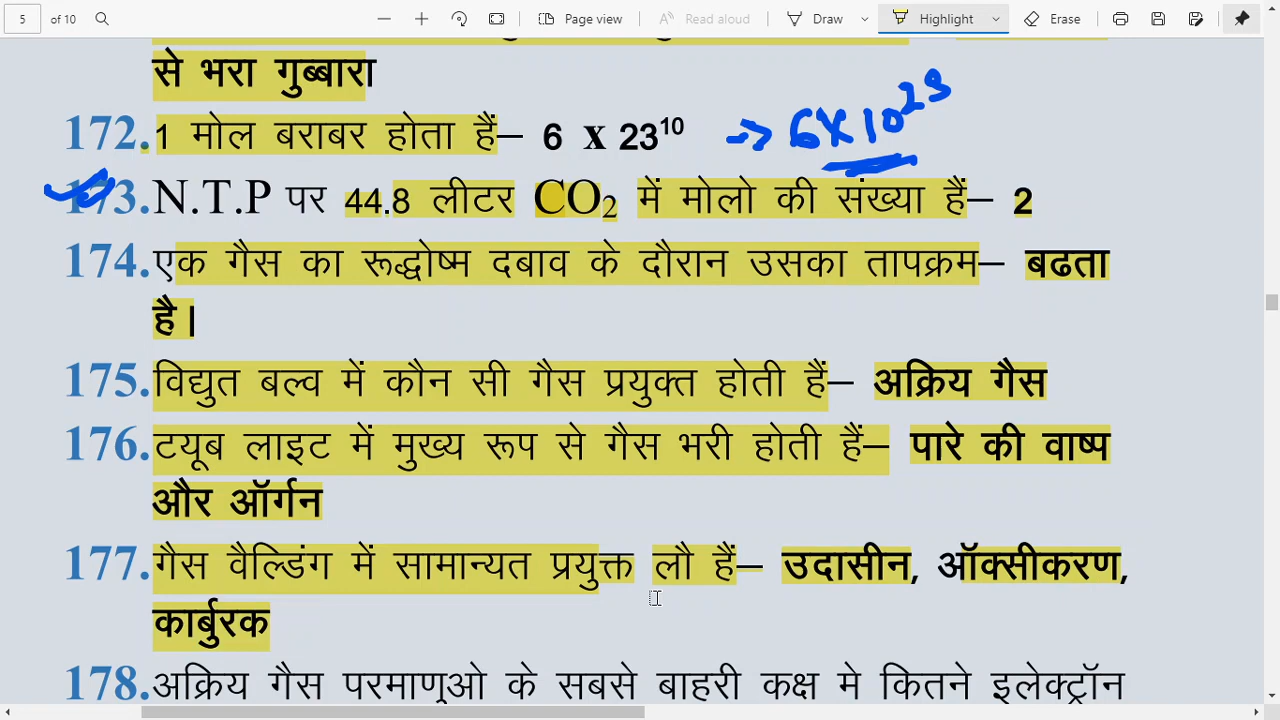 5 of 10 Page view Read aloud Draw Highlight Erase
से भरा गुब्बारा
172. 1 मोल बराबर होता हैं– 6 x 23¹⁰ → 6×10²³
173. N.T.P पर 44.8 लीटर CO₂ में मोलो की संख्या हैं– 2
174. एक गैस का रूद्धोष्म दबाव के दौरान उसका तापक्रम– बढता
है।
175. विद्युत बल्व में कौन सी गैस प्रयुक्त होती हैं– अक्रिय गैस
176. टयूब लाइट में मुख्य रूप से गैस भरी होती हैं– पारे की वाष्प
और ऑर्गन
177. गैस वैल्डिंग में सामान्यत प्रयुक्त लौ हैं– उदासीन, ऑक्सीकरण,
कार्बुरक
178. अक्रिय गैस परमाणुओ के सबसे बाहरी कक्ष मे कितने इलेक्ट्रॉन